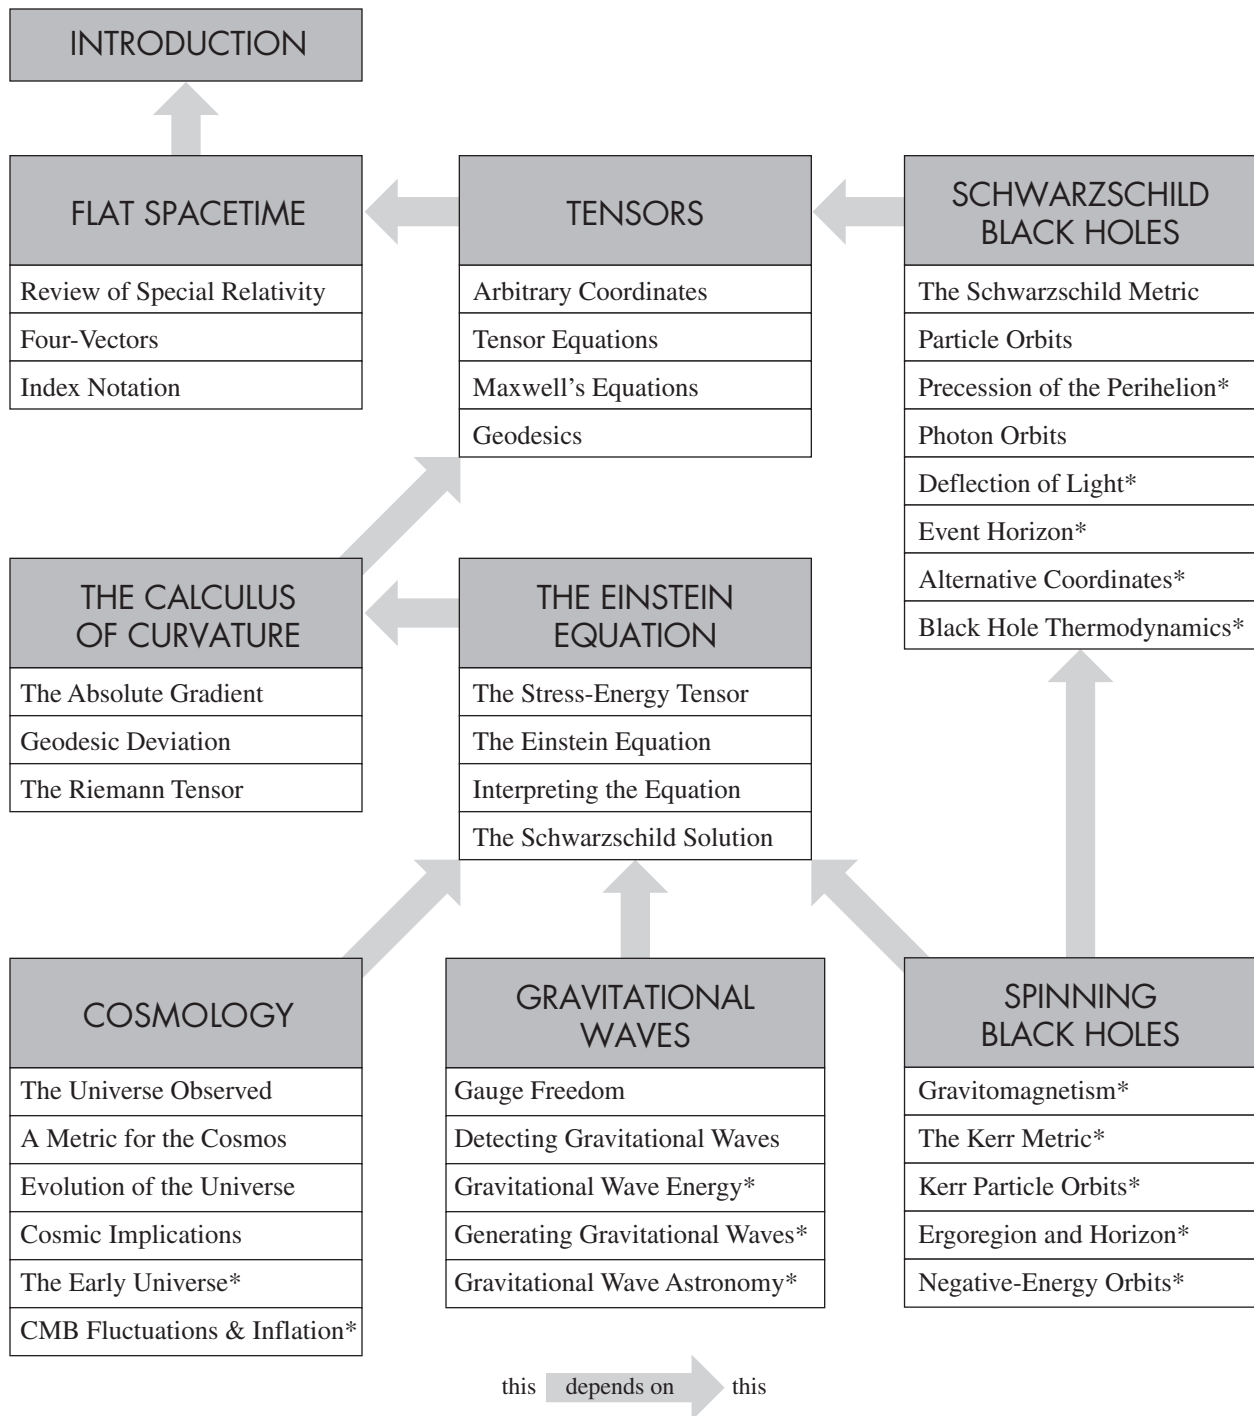 INTRODUCTION
FLAT SPACETIME
Review of Special Relativity
Four-Vectors
Index Notation
TENSORS
Arbitrary Coordinates
Tensor Equations
Maxwell’s Equations
Geodesics
SCHWARZSCHILD
BLACK HOLES
The Schwarzschild Metric
Particle Orbits
Precession of the Perihelion*
Photon Orbits
Deflection of Light*
Event Horizon*
Alternative Coordinates*
Black Hole Thermodynamics*
THE CALCULUS
OF CURVATURE
The Absolute Gradient
Geodesic Deviation
The Riemann Tensor
THE EINSTEIN
EQUATION
The Stress-Energy Tensor
The Einstein Equation
Interpreting the Equation
The Schwarzschild Solution
COSMOLOGY
The Universe Observed
A Metric for the Cosmos
Evolution of the Universe
Cosmic Implications
The Early Universe*
CMB Fluctuations & Inflation*
GRAVITATIONAL
WAVES
Gauge Freedom
Detecting Gravitational Waves
Gravitational Wave Energy*
Generating Gravitational Waves*
Gravitational Wave Astronomy*
SPINNING
BLACK HOLES
Gravitomagnetism*
The Kerr Metric*
Kerr Particle Orbits*
Ergoregion and Horizon*
Negative-Energy Orbits*
this depends on this